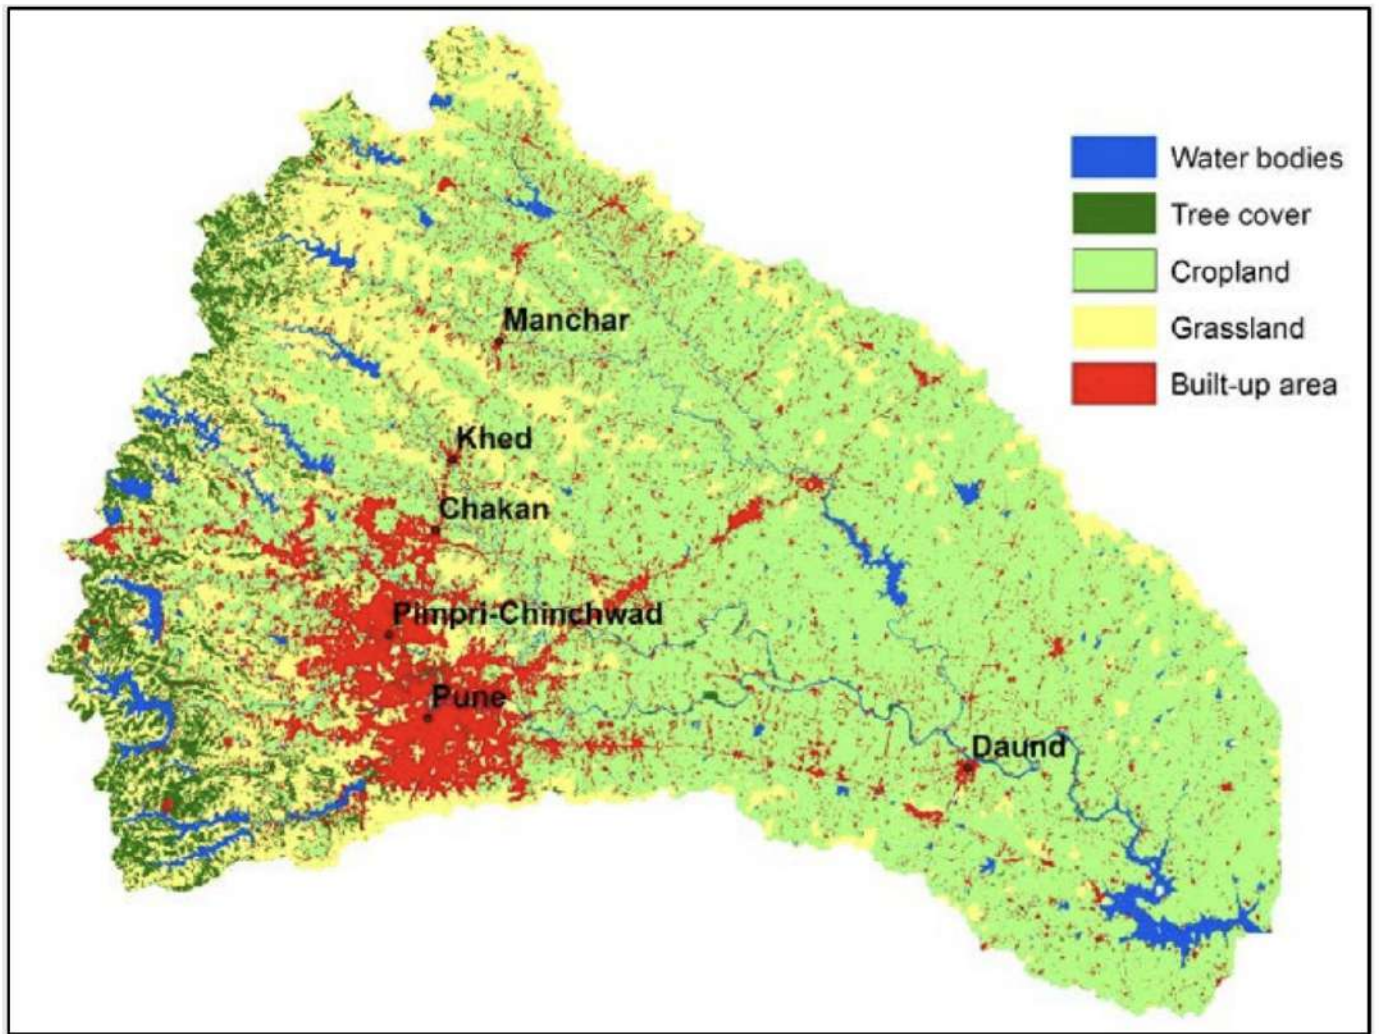 Water bodies
Tree cover
Cropland
Grassland
Built-up area
Manchar
Khed
Chakan
Pimpri-Chinchwad
Pune
Daund